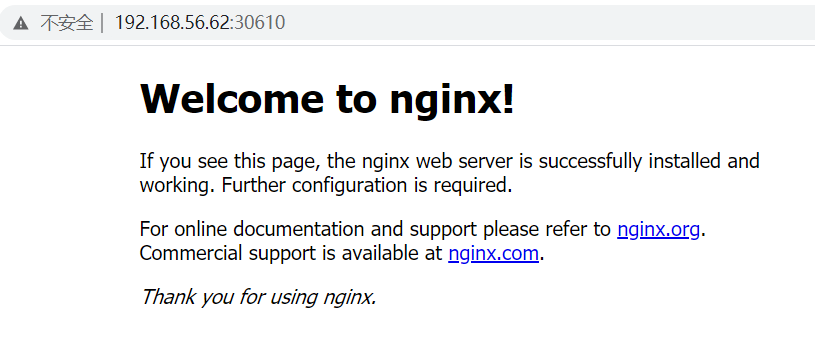 不安全 | 192.168.56.62:30610
Welcome to nginx!
If you see this page, the nginx web server is successfully installed and
working. Further configuration is required.
For online documentation and support please refer to nginx.org.
Commercial support is available at nginx.com.
Thank you for using nginx.